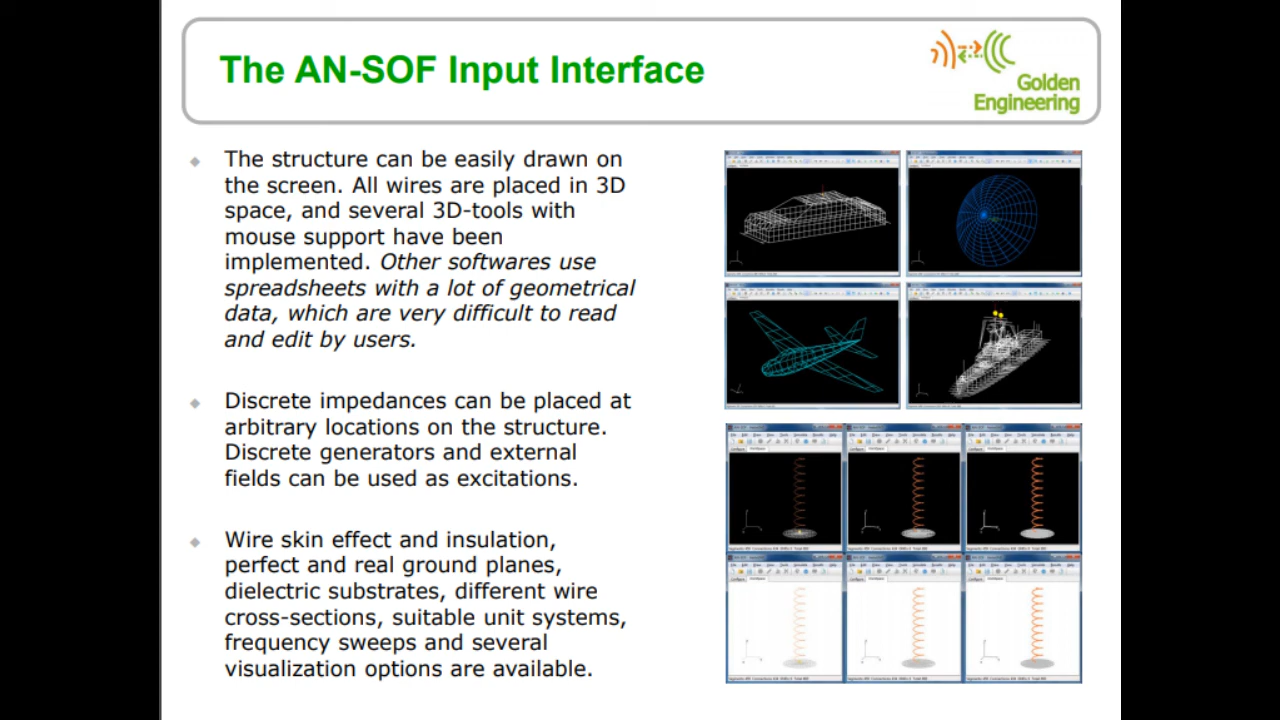 The AN-SOF Input Interface
Golden
Engineering
The structure can be easily drawn on
the screen. All wires are placed in 3D
space, and several 3D-tools with
mouse support have been
implemented. Other softwares use
spreadsheets with a lot of geometrical
data, which are very difficult to read
and edit by users.
Discrete impedances can be placed at
arbitrary locations on the structure.
Discrete generators and external
fields can be used as excitations.
Wire skin effect and insulation,
perfect and real ground planes,
dielectric substrates, different wire
cross-sections, suitable unit systems,
frequency sweeps and several
visualization options are available.